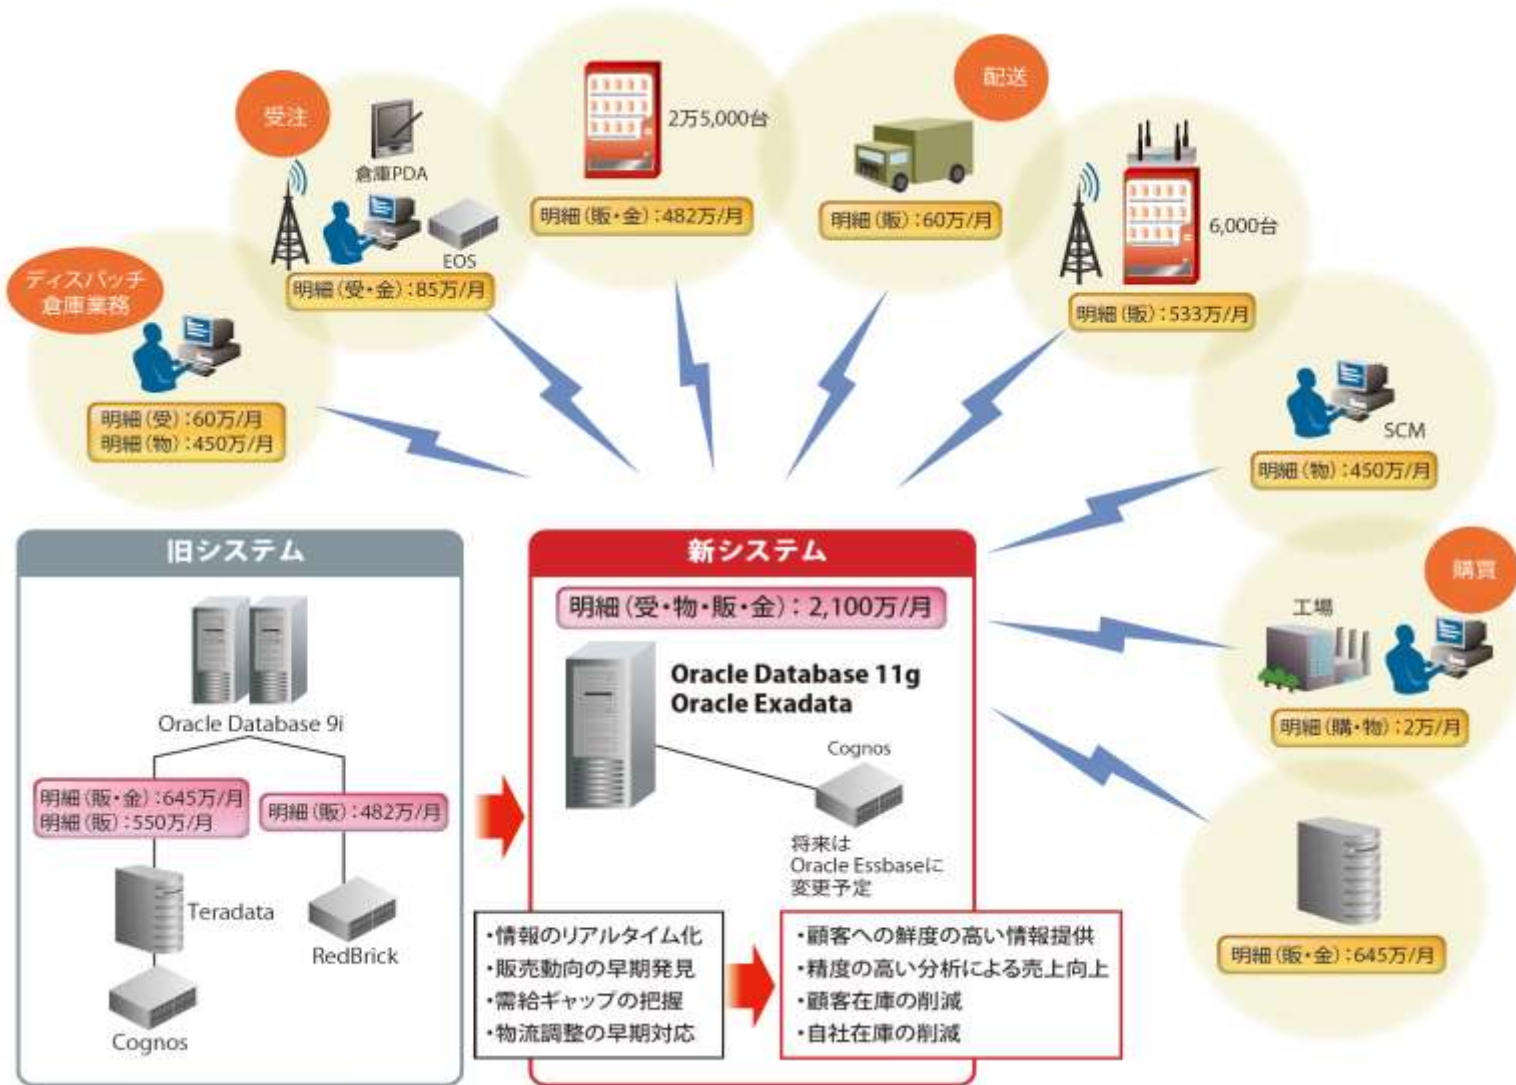 受注
倉庫PDA
EOS
明細(受・金):85万/月
2万5,000台
明細(販・金):482万/月
配送
明細(販):60万/月
6,000台
明細(販):533万/月
ディスパッチ
倉庫業務
明細(受):60万/月
明細(物):450万/月
SCM
明細(物):450万/月
購買
工場
明細(購・物):2万/月
明細(販・金):645万/月
旧システム
Oracle Database 9i
明細(販・金):645万/月
明細(販):550万/月
明細(販):482万/月
Teradata
RedBrick
Cognos
新システム
明細(受・物・販・金):2,100万/月
Oracle Database 11g
Oracle Exadata
Cognos
将来は
Oracle Essbaseに
変更予定
・情報のリアルタイム化
・販売動向の早期発見
・需給ギャップの把握
・物流調整の早期対応
・顧客への鮮度の高い情報提供
・精度の高い分析による売上向上
・顧客在庫の削減
・自社在庫の削減